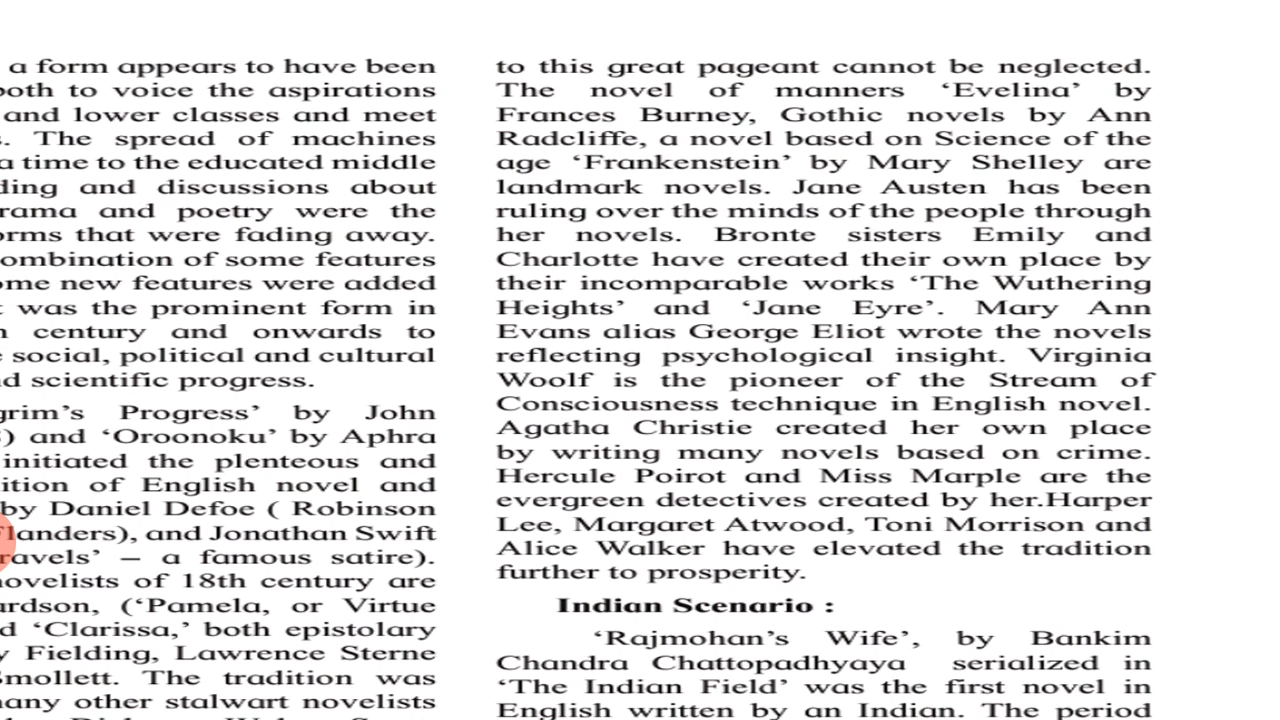 a form appears to have been
both to voice the aspirations
and lower classes and meet
The spread of machines
a time to the educated middle
and discussions about
and poetry were the
that were fading away.
of some features
some new features were added
was the prominent form in
century and onwards to
social, political and cultural
scientific progress.
Progress’ by John
and ‘Oroonoku’ by Aphra
initiated the plenteous and
of English novel and
by Daniel Defoe ( Robinson
and Jonathan Swift
– a famous satire).
novelists of 18th century are
(‘Pamela, or Virtue
‘Clarissa,’ both epistolary
Fielding, Lawrence Sterne
Smollett. The tradition was
many other stalwart novelists
to this great pageant cannot be neglected.
The novel of manners ‘Evelina’ by
Frances Burney, Gothic novels by Ann
Radcliffe, a novel based on Science of the
age ‘Frankenstein’ by Mary Shelley are
landmark novels. Jane Austen has been
ruling over the minds of the people through
her novels. Bronte sisters Emily and
Charlotte have created their own place by
their incomparable works ‘The Wuthering
Heights’ and ‘Jane Eyre’. Mary Ann
Evans alias George Eliot wrote the novels
reflecting psychological insight. Virginia
Woolf is the pioneer of the Stream of
Consciousness technique in English novel.
Agatha Christie created her own place
by writing many novels based on crime.
Hercule Poirot and Miss Marple are the
evergreen detectives created by her.Harper
Lee, Margaret Atwood, Toni Morrison and
Alice Walker have elevated the tradition
further to prosperity.
Indian Scenario :
‘Rajmohan’s Wife’, by Bankim
Chandra Chattopadhyaya serialized in
‘The Indian Field’ was the first novel in
English written by an Indian. The period